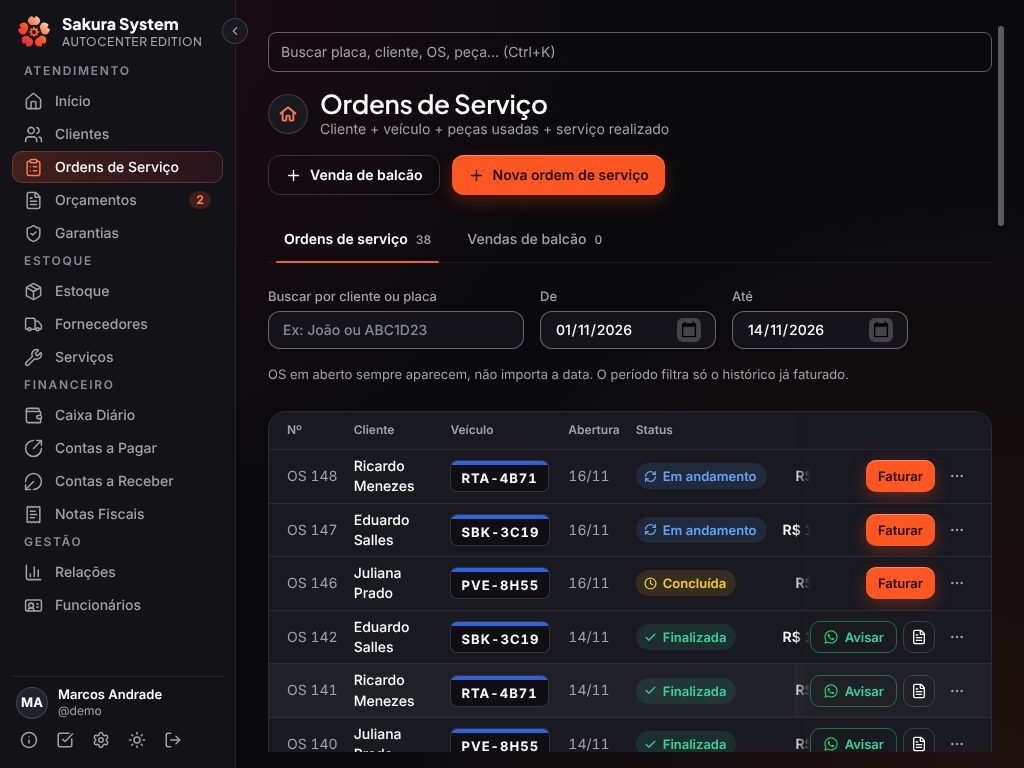 Sakura System
AUTOCENTER EDITION
ATENDIMENTO
Início
Clientes
Ordens de Serviço
Orçamentos 2
Garantias
ESTOQUE
Estoque
Fornecedores
Serviços
FINANCEIRO
Caixa Diário
Contas a Pagar
Contas a Receber
Notas Fiscais
GESTÃO
Relações
Funcionários
MA
Marcos Andrade
@demo
Buscar placa, cliente, OS, peça... (Ctrl+K)
Ordens de Serviço
Cliente + veículo + peças usadas + serviço realizado
+ Venda de balcão
+ Nova ordem de serviço
Ordens de serviço 38
Vendas de balcão 0
Buscar por cliente ou placa
De
Até
Ex: João ou ABC1D23
01/11/2026
14/11/2026
OS em aberto sempre aparecem, não importa a data. O período filtra só o histórico já faturado.
Nº Cliente Veículo Abertura Status
OS 148 Ricardo Menezes RTA-4B71 16/11 Em andamento R$ Faturar ...
OS 147 Eduardo Salles SBK-3C19 16/11 Em andamento R$ Faturar ...
OS 146 Juliana Prado PVE-8H55 16/11 Concluída R$ Faturar ...
OS 142 Eduardo Salles SBK-3C19 14/11 Finalizada R$ Avisar ...
OS 141 Ricardo Menezes RTA-4B71 14/11 Finalizada R$ Avisar ...
OS 140 Juliana Prado PVE-8H55 14/11 Finalizada R$ Avisar ...